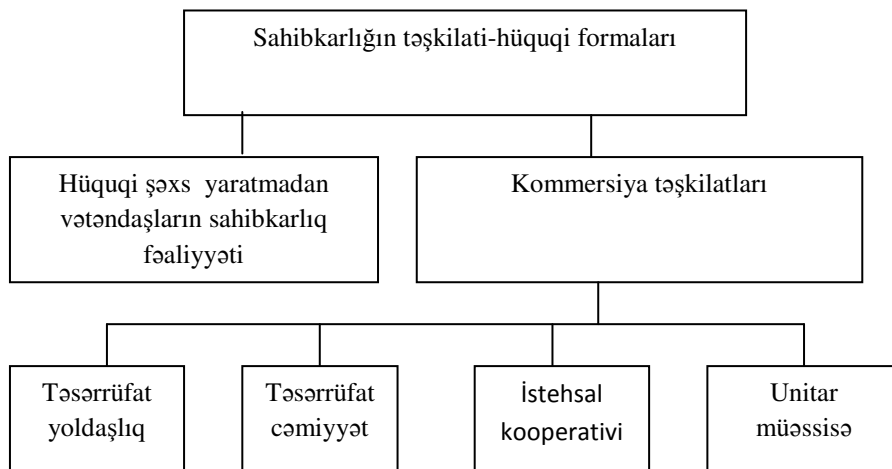 Sahibkarlığın təşkilati-hüquqi formaları
Hüquqi şəxs yaratmadan
vətəndaşların sahibkarlıq
fəaliyyəti
Kommersiya təşkilatları
Təsərrüfat
yoldaşlıq
Təsərrüfat
cəmiyyət
İstehsal
kooperativi
Unitar
müəssisə